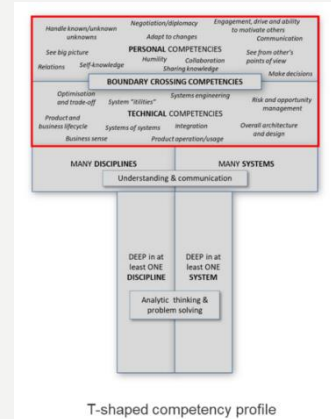 Negotiation/diplomacy
Engagement, drive and ability
to motivate others
Handle known/unknown
unknowns
Adapt to changes
Communication
See big picture
PERSONAL COMPETENCIES
See from other's
points of view
Humility
Collaboration
Relations
Self-knowledge
Sharing knowledge
Make decisions
BOUNDARY CROSSING COMPETENCIES
Optimisation
and trade-off
System "itilities"
Systems engineering
Risk and opportunity
management
TECHNICAL COMPETENCIES
Product and
business lifecycle
Systems of systems
Integration
Overall architecture
and design
Business sense
Product operation/usage
MANY DISCIPLINES
MANY SYSTEMS
Understanding & communication
DEEP in at
least ONE
DISCIPLINE
DEEP in at
least ONE
SYSTEM
Analytic thinking &
problem solving
T-shaped competency profile